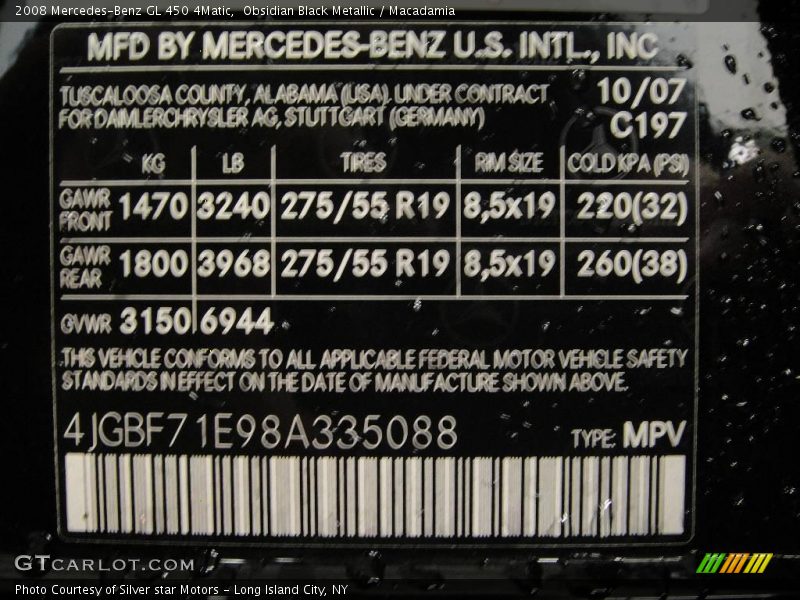 2008 Mercedes-Benz GL 450 4Matic,  Obsidian Black Metallic / Macadamia
MFD BY MERCEDES-BENZ U.S. INTL., INC
TUSCALOOSA COUNTY, ALABAMA (USA), UNDER CONTRACT
FOR DAIMLERCHRYSLER AG, STUTTGART (GERMANY)
10/07
C197
KG LB TIRES RIM SIZE COLD KPA (PSI)
GAWR FRONT 1470 3240 275/55 R19 8,5x19 220(32)
GAWR REAR 1800 3968 275/55 R19 8,5x19 260(38)
GVWR 3150 6944
THIS VEHICLE CONFORMS TO ALL APPLICABLE FEDERAL MOTOR VEHICLE SAFETY
STANDARDS IN EFFECT ON THE DATE OF MANUFACTURE SHOWN ABOVE.
4JGBF71E98A335088 TYPE: MPV
GTCARLOT.COM
Photo Courtesy of Silver star Motors - Long Island City, NY